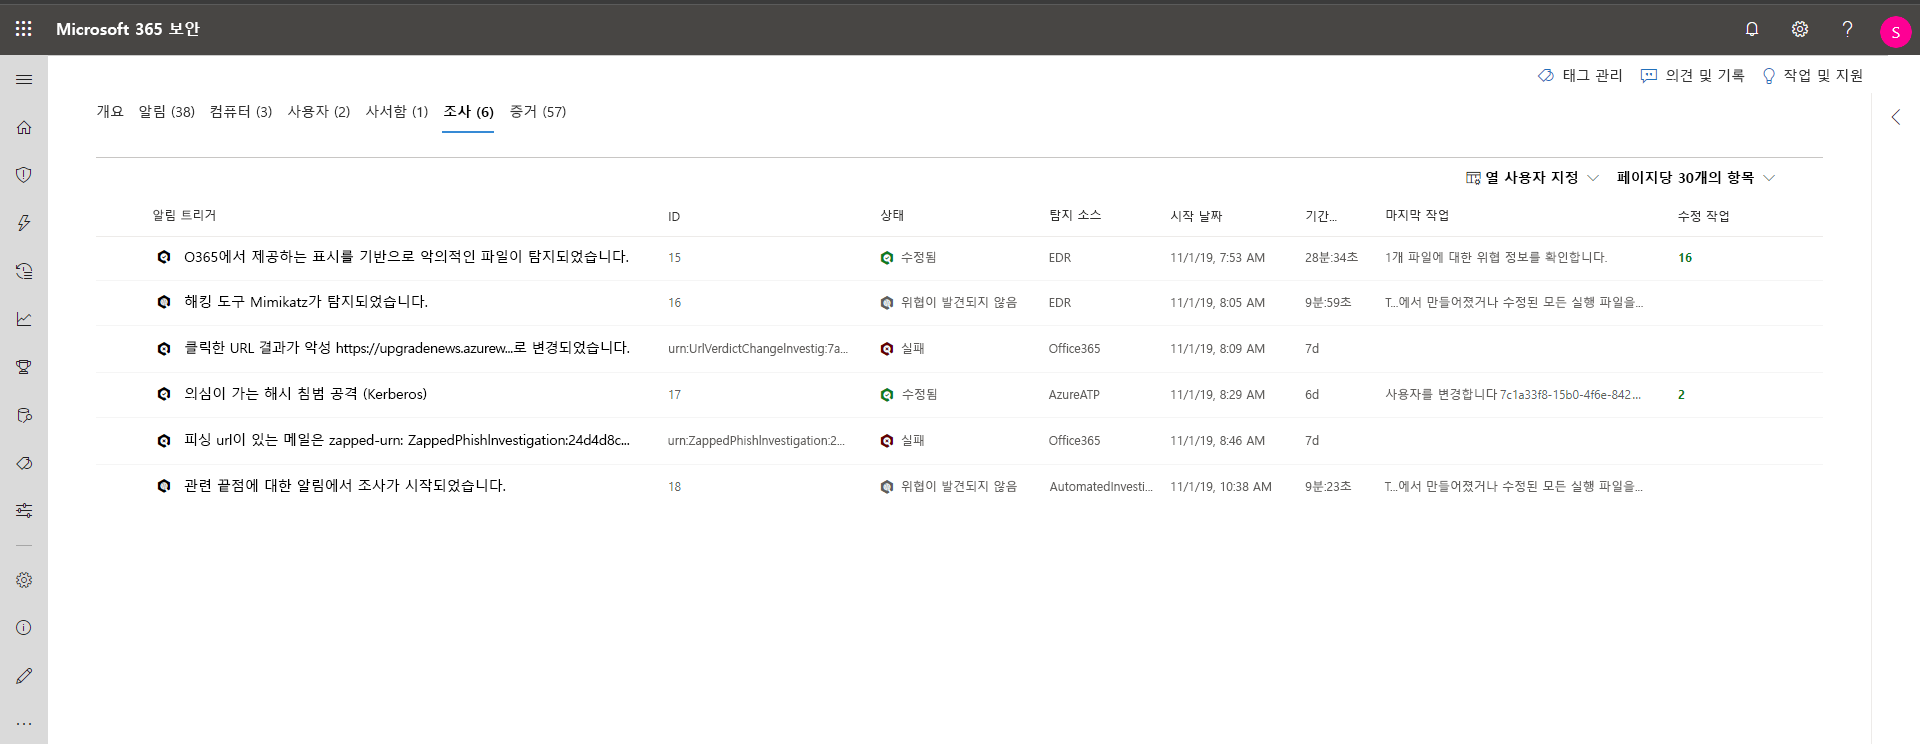 Microsoft 365 보안
S
태그 관리 의견 및 기록 작업 및 지원
개요 알림 (38) 컴퓨터 (3) 사용자 (2) 사서함 (1) 조사 (6) 증거 (57)
열 사용자 지정 페이지당 30개의 항목
알림 트리거 ID 상태 탐지 소스 시작 날짜 기간... 마지막 작업 수정 작업
O365에서 제공하는 표시를 기반으로 악의적인 파일이 탐지되었습니다. 15 수정됨 EDR 11/1/19, 7:53 AM 28분:34초 1개 파일에 대한 위협 정보를 확인합니다. 16
해킹 도구 Mimikatz가 탐지되었습니다. 16 위협이 발견되지 않음 EDR 11/1/19, 8:05 AM 9분:59초 T...에서 만들어졌거나 수정된 모든 실행 파일을...
클릭한 URL 결과가 악성 https://upgradenews.azurew...로 변경되었습니다. urn:UrlVerdictChangeInvestig:7a... 실패 Office365 11/1/19, 8:09 AM 7d
의심이 가는 해시 침범 공격 (Kerberos) 17 수정됨 AzureATP 11/1/19, 8:29 AM 6d 사용자를 변경합니다 7c1a33f8-15b0-4f6e-842... 2
피싱 url이 있는 메일은 zapped-urn: ZappedPhishInvestigation:24d4d8c... urn:ZappedPhishInvestigation:2... 실패 Office365 11/1/19, 8:46 AM 7d
관련 끝점에 대한 알림에서 조사가 시작되었습니다. 18 위협이 발견되지 않음 AutomatedInvesti... 11/1/19, 10:38 AM 9분:23초 T...에서 만들어졌거나 수정된 모든 실행 파일을...